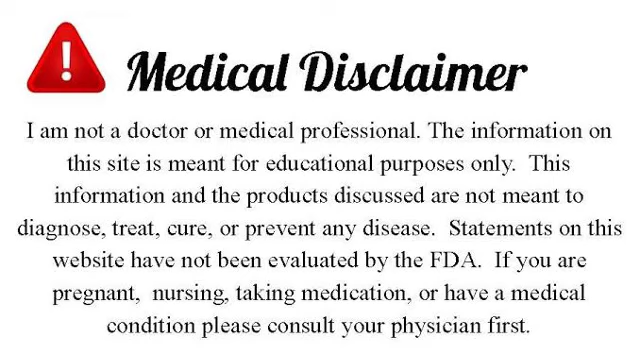 !
Medical Disclaimer
I am not a doctor or medical professional. The information on
this site is meant for educational purposes only.  This
information and the products discussed are not meant to
diagnose, treat, cure, or prevent any disease.  Statements on this
website have not been evaluated by the FDA.  If you are
pregnant,  nursing, taking medication, or have a medical
condition please consult your physician first.